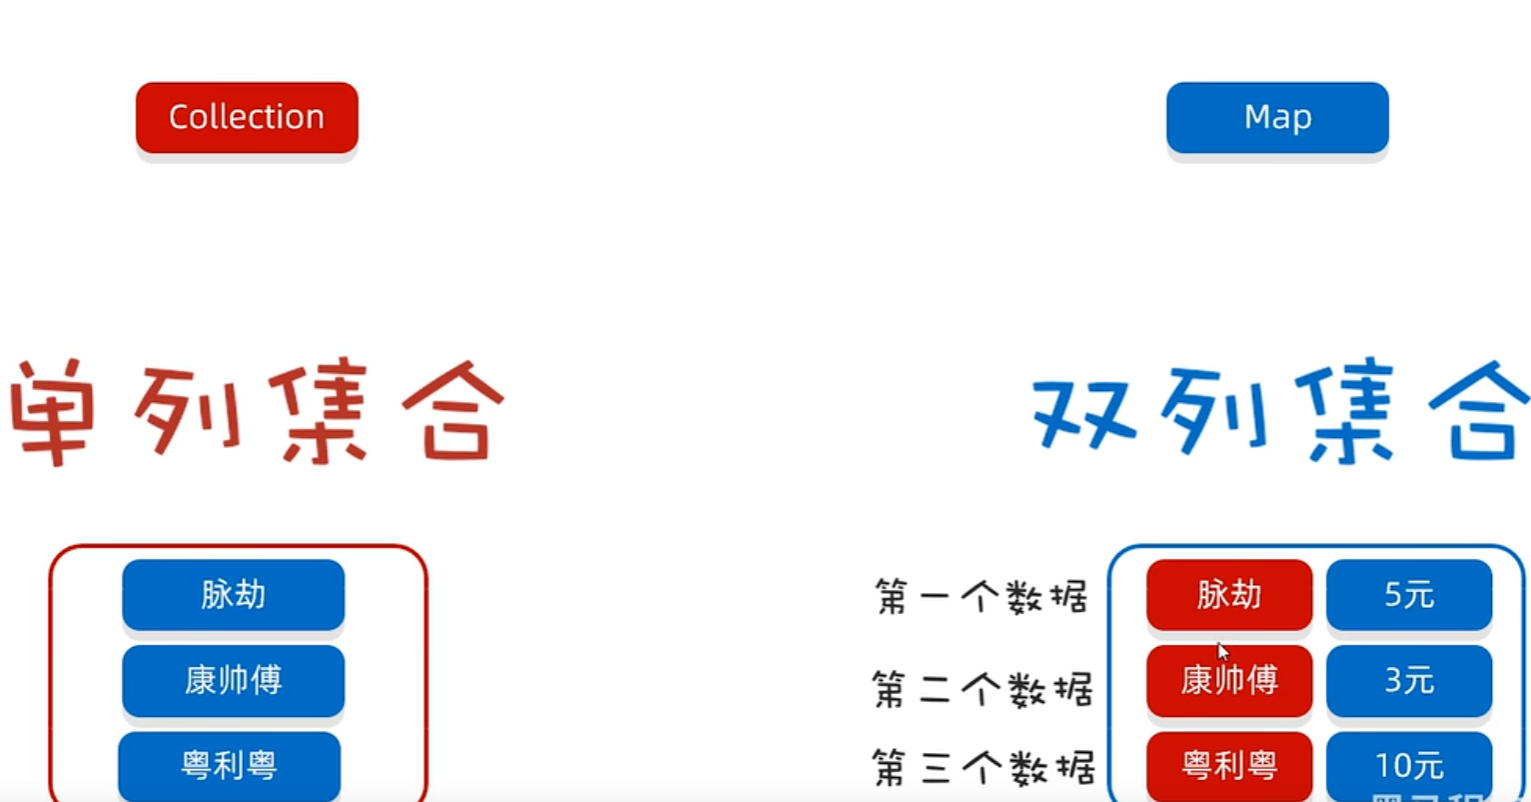 Collection
Map
单列集合
双列集合
脉劫
第一个数据
脉劫
5元
康帅傅
第二个数据
康帅傅
3元
粤利粤
第三个数据
粤利粤
10元